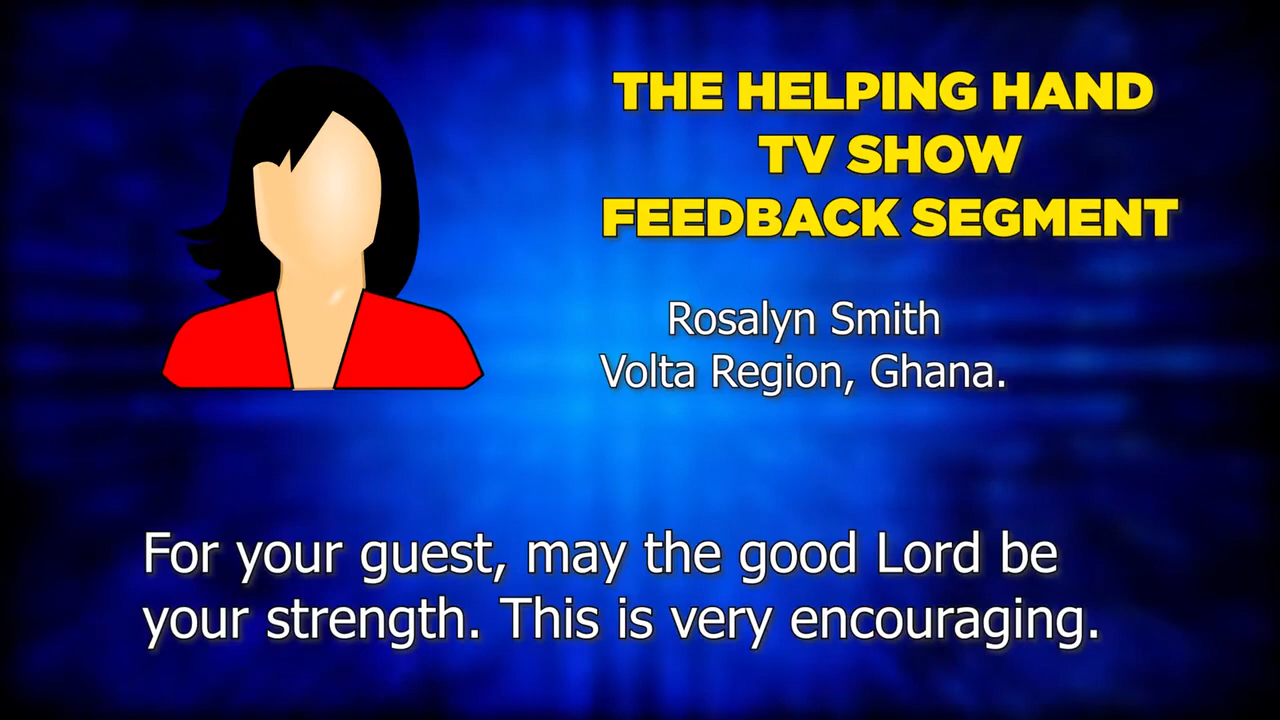 THE HELPING HAND
TV SHOW
FEEDBACK SEGMENT
Rosalyn Smith
Volta Region, Ghana.
For your guest, may the good Lord be
your strength. This is very encouraging.